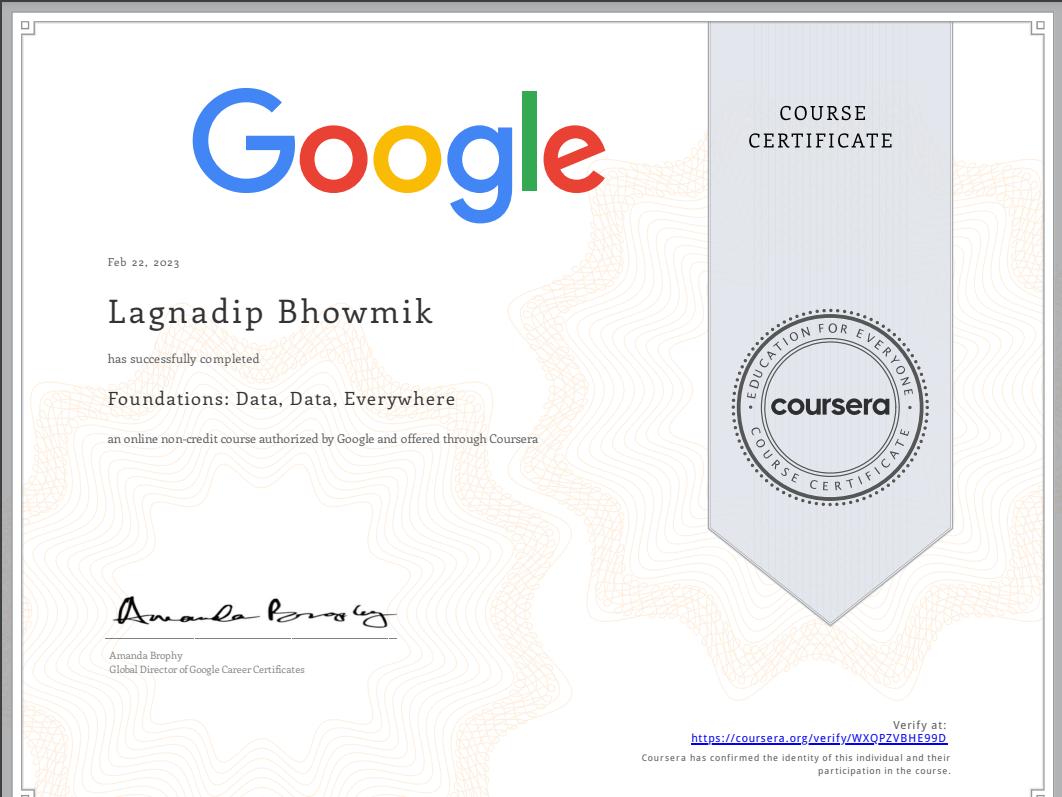 Google
COURSE
CERTIFICATE
Feb 22, 2023
Lagnadip Bhowmik
has successfully completed
Foundations: Data, Data, Everywhere
an online non-credit course authorized by Google and offered through Coursera
EDUCATION FOR EVERYONE
coursera
COURSE CERTIFICATE
Amanda Brophy
Amanda Brophy
Global Director of Google Career Certificates
Verify at:
https://coursera.org/verify/WXQPZVBHE99D
Coursera has confirmed the identity of this individual and their
participation in the course.